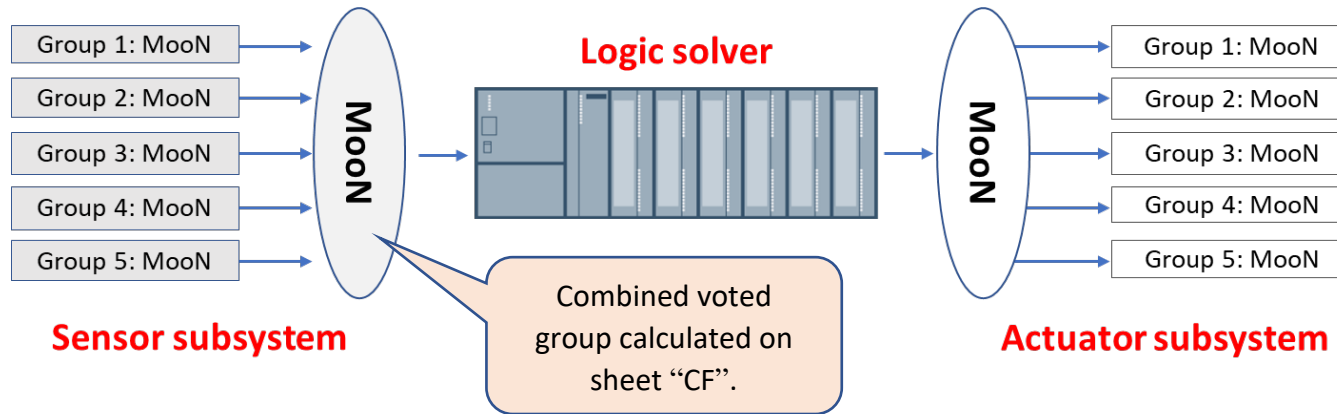 Group 1: MooN
Group 2: MooN
Group 3: MooN
Group 4: MooN
Group 5: MooN
MooN
Sensor subsystem
Logic solver
Combined voted
group calculated on
sheet “CF”.
MooN
Group 1: MooN
Group 2: MooN
Group 3: MooN
Group 4: MooN
Group 5: MooN
Actuator subsystem